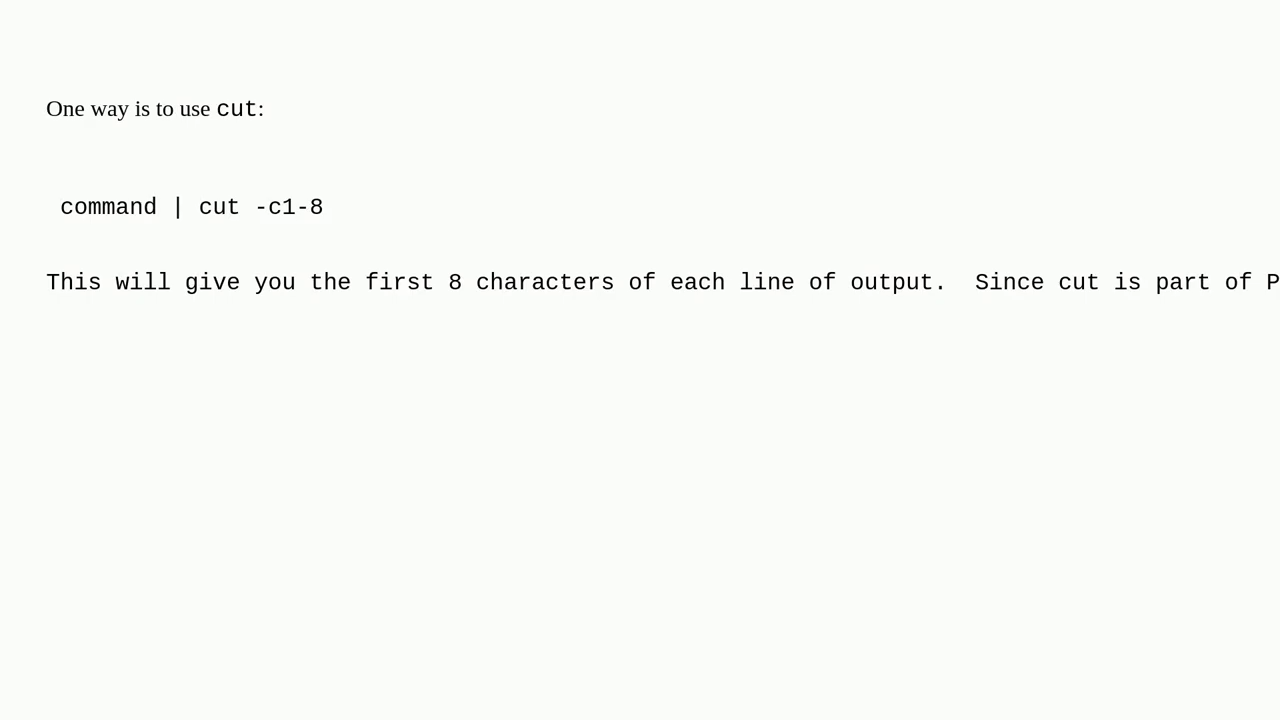 One way is to use cut:
command | cut -c1-8
This will give you the first 8 characters of each line of output.  Since cut is part of P